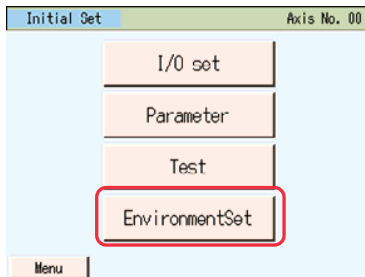 Initial Set Axis No. 00
I/O set
Parameter
Test
EnvironmentSet
Menu